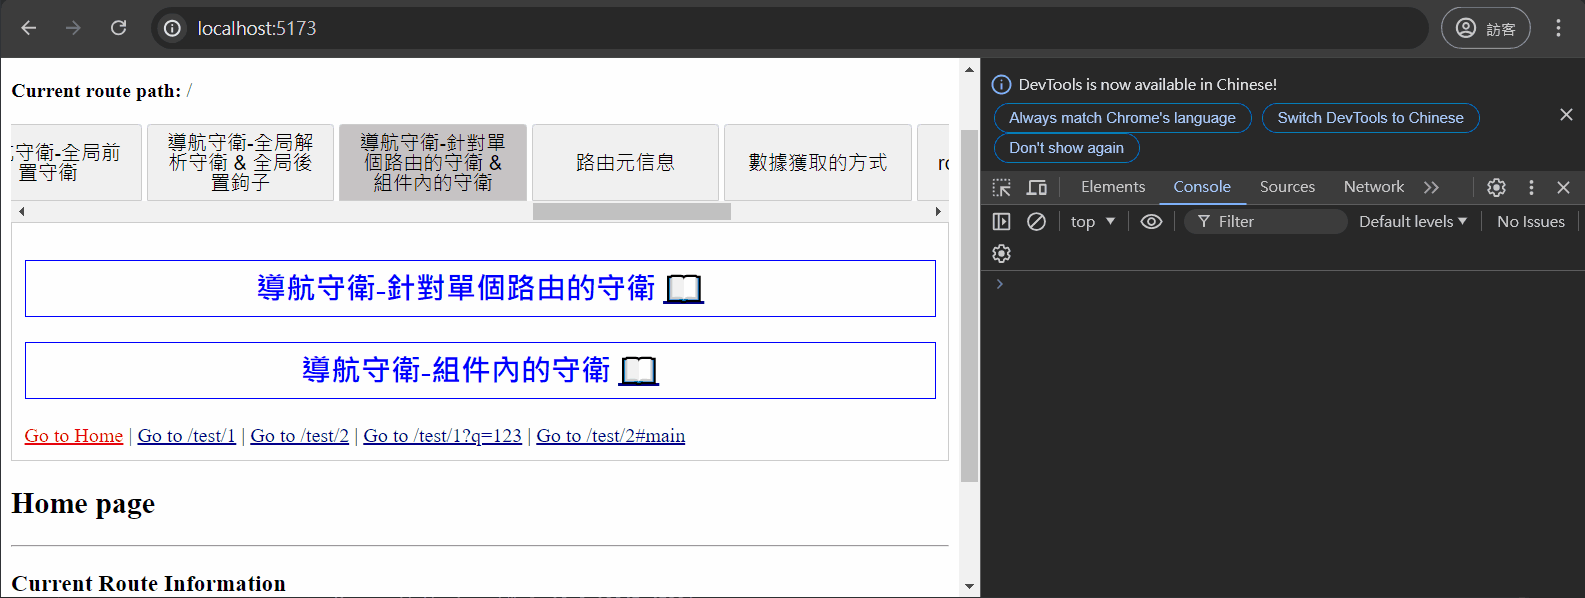 localhost:5173
訪客
Current route path: /
守衛-全局前
置守衛
導航守衛-全局解
析守衛 & 全局後
置鉤子
導航守衛-針對單
個路由的守衛 &
組件內的守衛
路由元信息
數據獲取的方式
導航守衛-針對單個路由的守衛 📖
導航守衛-組件內的守衛 📖
Go to Home | Go to /test/1 | Go to /test/2 | Go to /test/1?q=123 | Go to /test/2#main
Home page
Current Route Information
DevTools is now available in Chinese!
Always match Chrome's language
Switch DevTools to Chinese
Don't show again
Elements Console Sources Network
top Filter Default levels No Issues